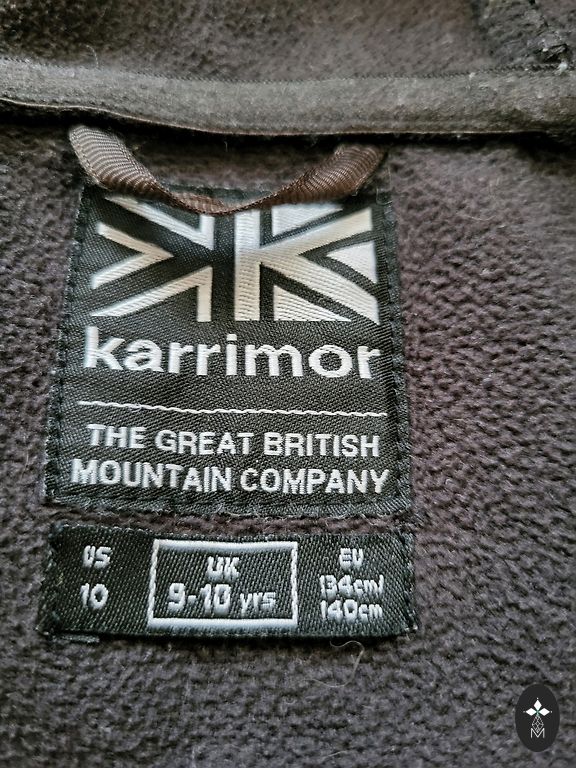 karrimor
THE GREAT BRITISH
MOUNTAIN COMPANY
US
10
UK
9-10 yrs
EU
134cm/
140cm
M